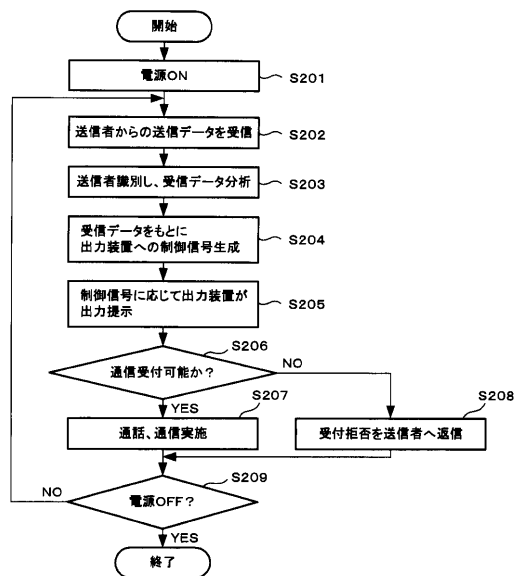 開始
電源ON
S201
送信者からの送信データを受信
S202
送信者識別し、受信データ分析
S203
受信データをもとに
出力装置への制御信号生成
S204
制御信号に応じて出力装置が
出力提示
S205
通信受付可能か?
S206
NO
YES
通話、通信実施
S207
受付拒否を送信者へ返信
S208
電源OFF?
S209
NO
YES
終了